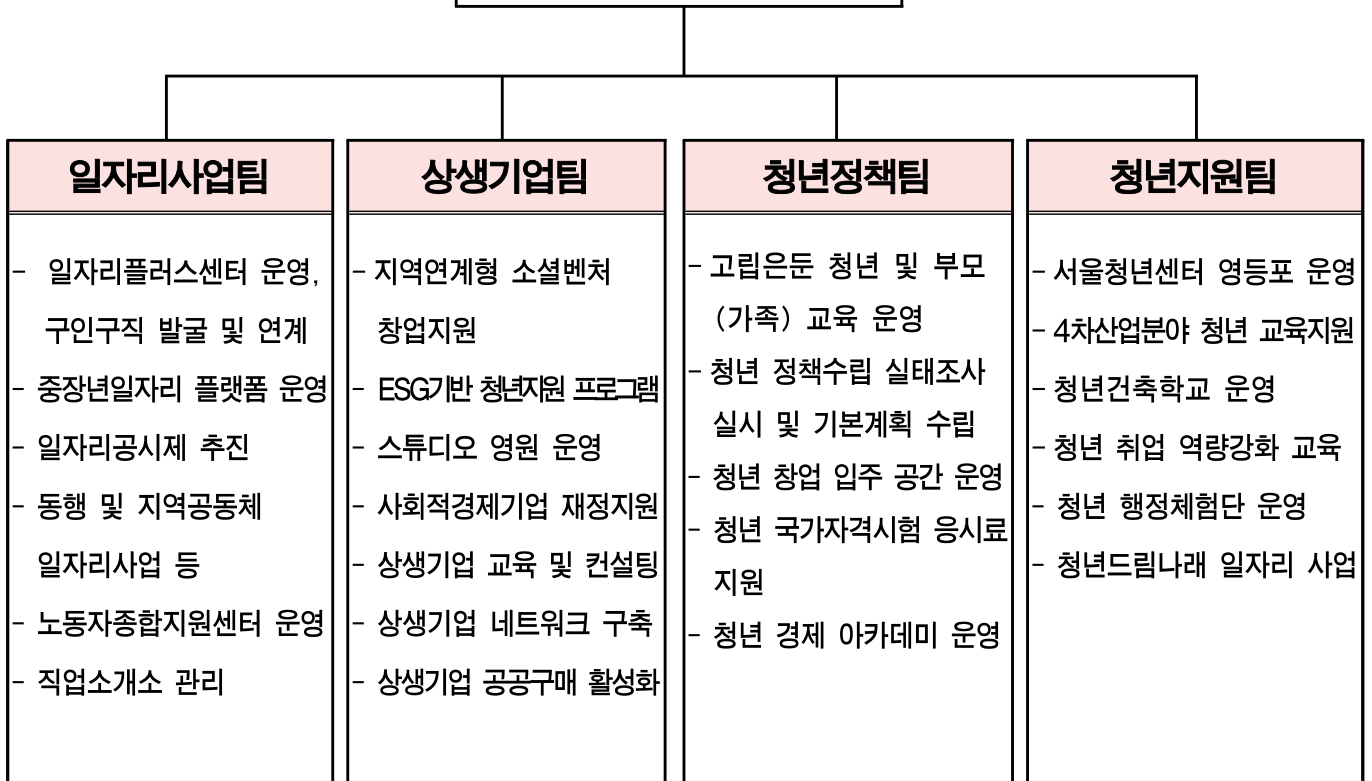 일자리사업팀
- 일자리플러스센터 운영,
구인구직 발굴 및 연계
- 중장년일자리 플랫폼 운영
- 일자리공시제 추진
- 동행 및 지역공동체
일자리사업 등
- 노동자종합지원센터 운영
- 직업소개소 관리
상생기업팀
- 지역연계형 소셜벤처
창업지원
- ESG기반 청년지원 프로그램
- 스튜디오 영원 운영
- 사회적경제기업 재정지원
- 상생기업 교육 및 컨설팅
- 상생기업 네트워크 구축
- 상생기업 공공구매 활성화
청년정책팀
- 고립은둔 청년 및 부모
(가족) 교육 운영
- 청년 정책수립 실태조사
실시 및 기본계획 수립
- 청년 창업 입주 공간 운영
- 청년 국가자격시험 응시료
지원
- 청년 경제 아카데미 운영
청년지원팀
- 서울청년센터 영등포 운영
- 4차산업분야 청년 교육지원
- 청년건축학교 운영
- 청년 취업 역량강화 교육
- 청년 행정체험단 운영
- 청년드림나래 일자리 사업